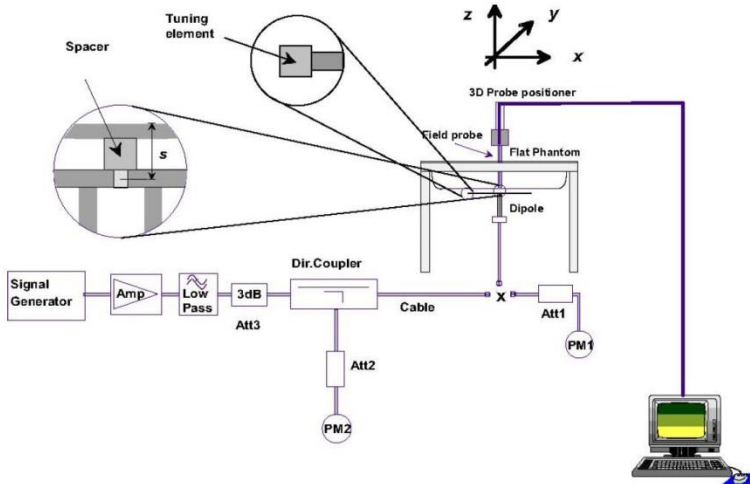 Tuning
element
z
y
x
Spacer
3D Probe positioner
s
Field probe
Flat Phantom
Dipole
Dir.Coupler
Signal
Generator
Amp
Low
Pass
3dB
Cable
x
Att3
Att1
PM1
Att2
PM2